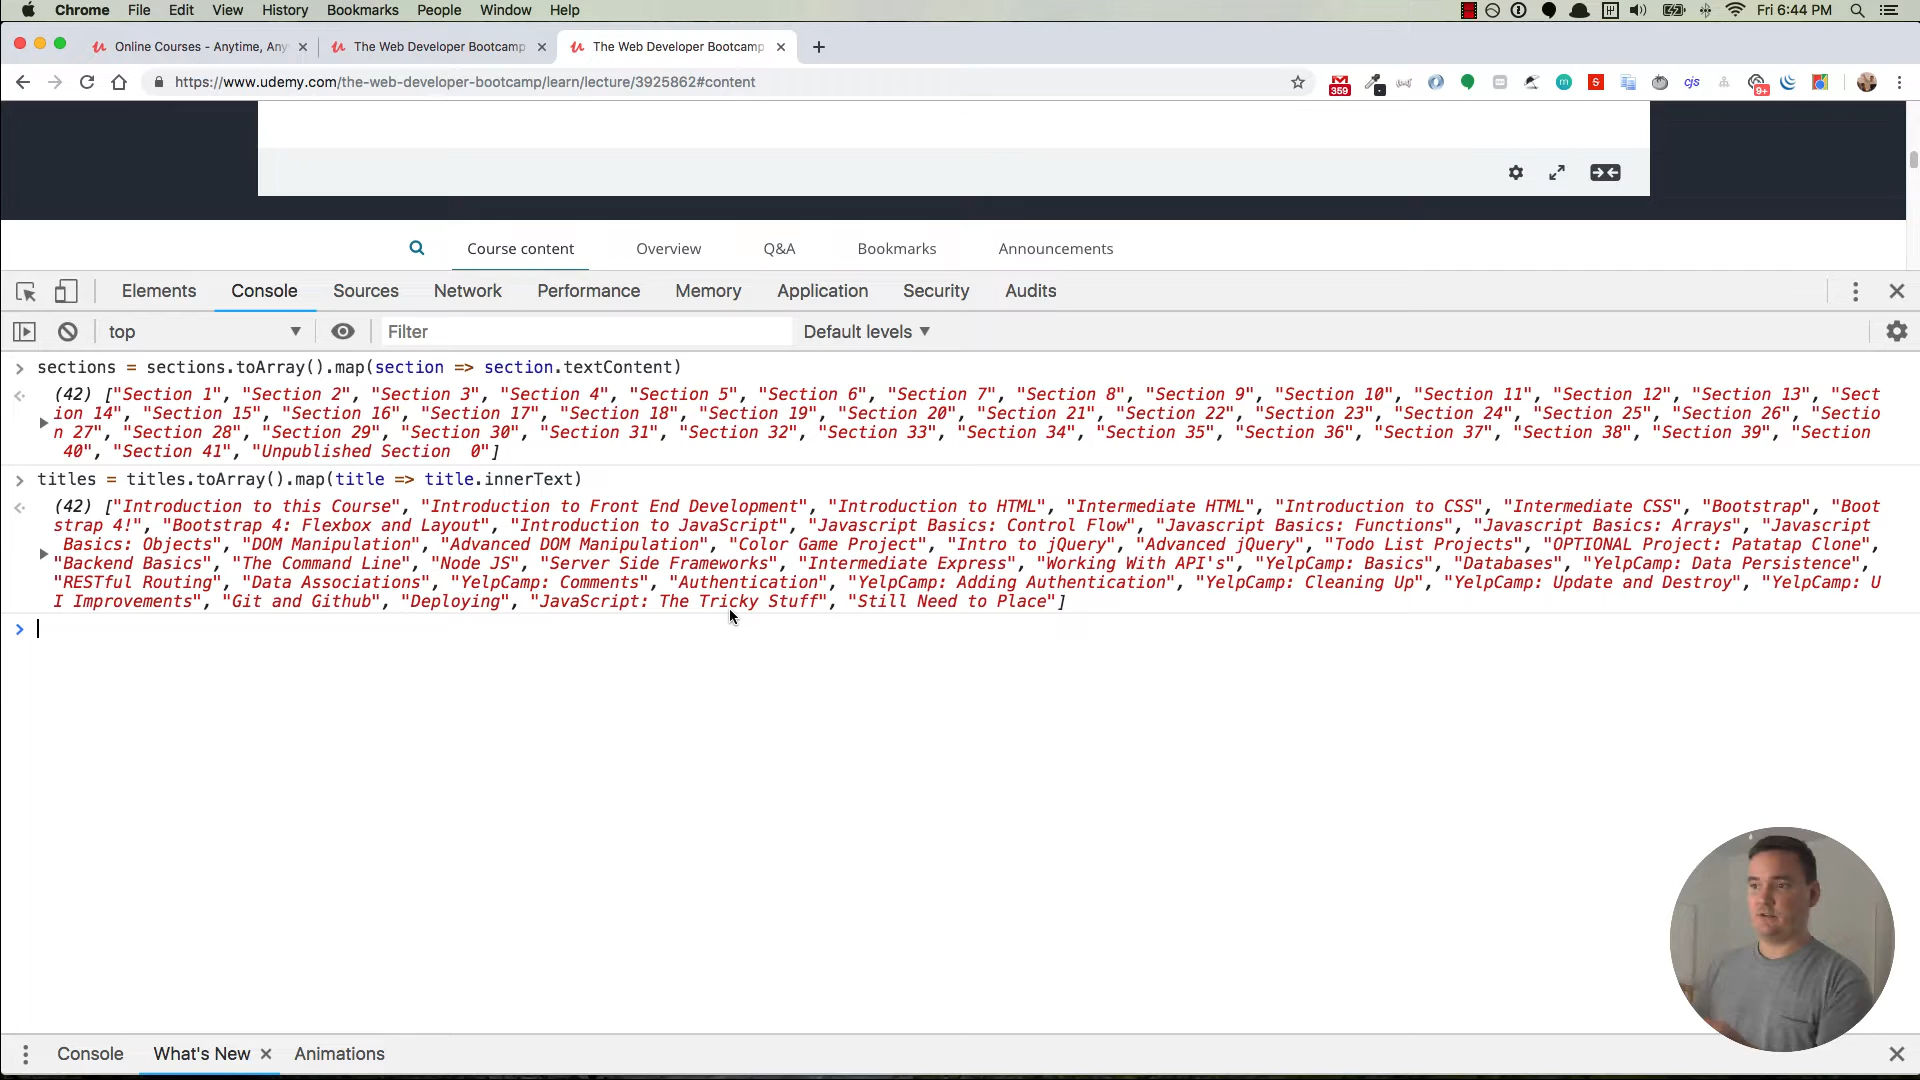 Chrome File Edit View History Bookmarks People Window Help Fri 6:44 PM
Online Courses - Anytime, Any
The Web Developer Bootcamp
The Web Developer Bootcamp
https://www.udemy.com/the-web-developer-bootcamp/learn/lecture/3925862#content
359
cjs
9+
Course content Overview Q&A Bookmarks Announcements
Elements Console Sources Network Performance Memory Application Security Audits
top Filter Default levels
sections = sections.toArray().map(section => section.textContent)
(42) ["Section 1", "Section 2", "Section 3", "Section 4", "Section 5", "Section 6", "Section 7", "Section 8", "Section 9", "Section 10", "Section 11", "Section 12", "Section 13", "Sect
ion 14", "Section 15", "Section 16", "Section 17", "Section 18", "Section 19", "Section 20", "Section 21", "Section 22", "Section 23", "Section 24", "Section 25", "Section 26", "Sectio
n 27", "Section 28", "Section 29", "Section 30", "Section 31", "Section 32", "Section 33", "Section 34", "Section 35", "Section 36", "Section 37", "Section 38", "Section 39", "Section
40", "Section 41", "Unpublished Section  0"]
titles = titles.toArray().map(title => title.innerText)
(42) ["Introduction to this Course", "Introduction to Front End Development", "Introduction to HTML", "Intermediate HTML", "Introduction to CSS", "Intermediate CSS", "Bootstrap", "Boot
strap 4!", "Bootstrap 4: Flexbox and Layout", "Introduction to JavaScript", "Javascript Basics: Control Flow", "Javascript Basics: Functions", "Javascript Basics: Arrays", "Javascript
Basics: Objects", "DOM Manipulation", "Advanced DOM Manipulation", "Color Game Project", "Intro to jQuery", "Advanced jQuery", "Todo List Projects", "OPTIONAL Project: Patatap Clone",
"Backend Basics", "The Command Line", "Node JS", "Server Side Frameworks", "Intermediate Express", "Working With API's", "YelpCamp: Basics", "Databases", "YelpCamp: Data Persistence",
"RESTful Routing", "Data Associations", "YelpCamp: Comments", "Authentication", "YelpCamp: Adding Authentication", "YelpCamp: Cleaning Up", "YelpCamp: Update and Destroy", "YelpCamp: U
I Improvements", "Git and Github", "Deploying", "JavaScript: The Tricky Stuff", "Still Need to Place"]
Console What's New Animations